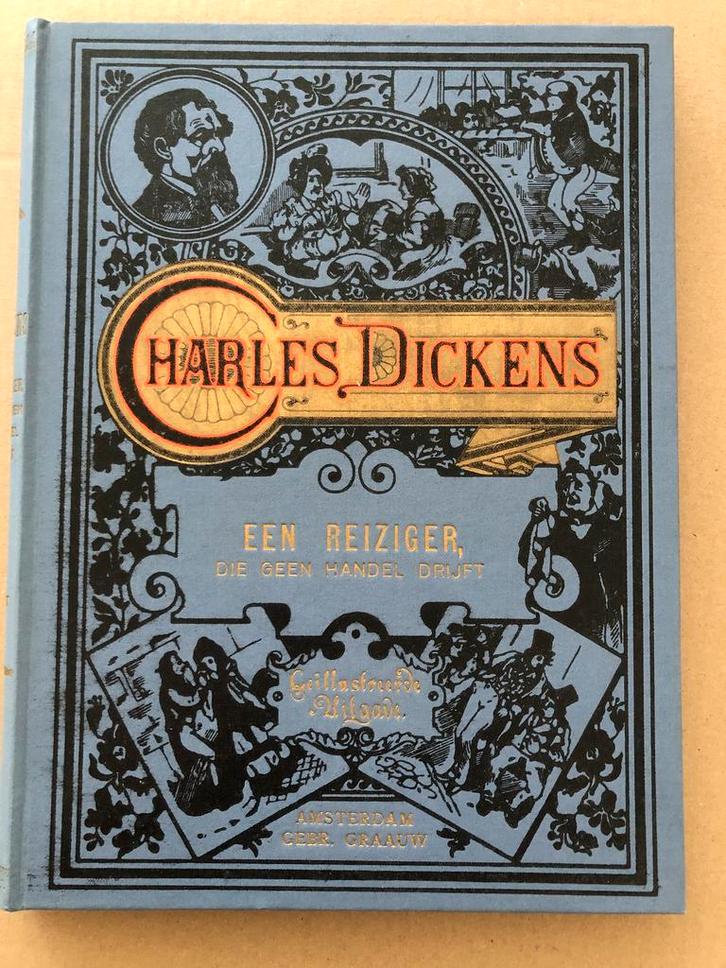 CHARLES DICKENS
EEN REIZIGER,
DIE GEEN HANDEL DRIJFT
Geillustreerde
Uitgave.
AMSTERDAM
GEBR. GRAAUW